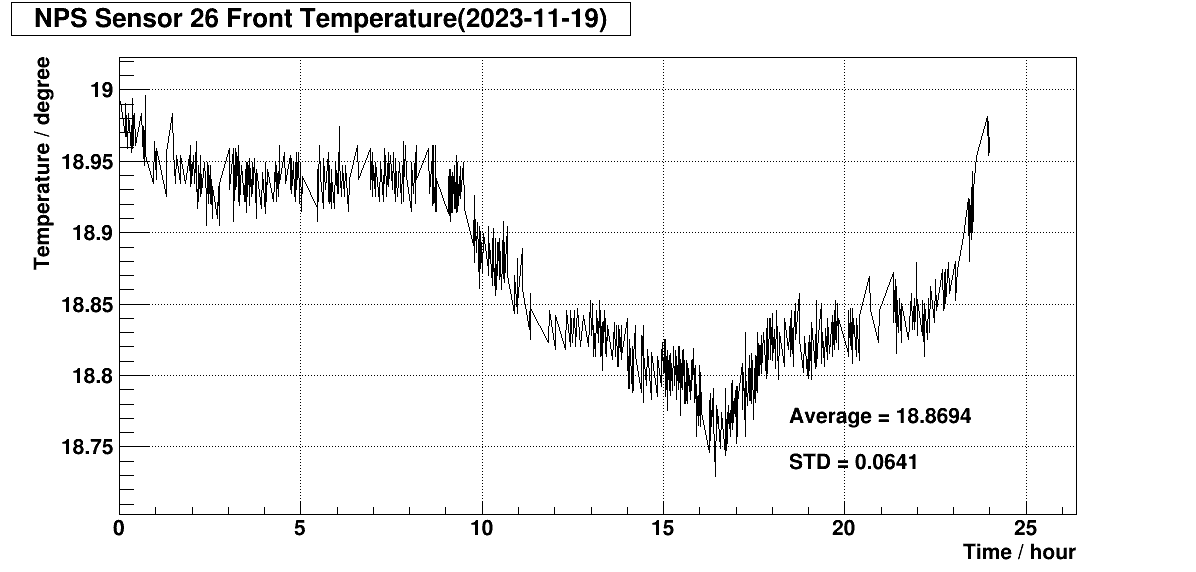 NPS Sensor 26 Front Temperature(2023-11-19)
Temperature / degree
19
18.95
18.9
18.85
18.8
18.75
Average = 18.8694
STD = 0.0641
0 5 10 15 20 25
Time / hour